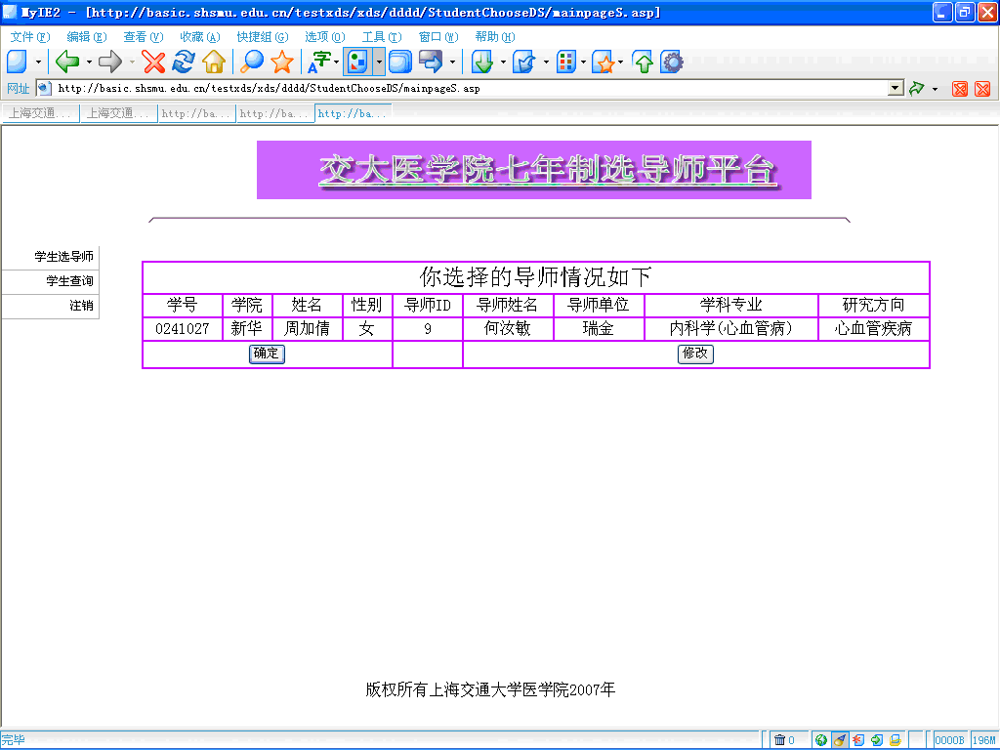 MyIE2 - [http://basic.shsmu.edu.cn/testxds/xds/dddd/StudentChooseDS/mainpageS.asp]
文件(F) 编辑(E) 查看(V) 收藏(A) 快捷组(G) 选项(O) 工具(T) 窗口(W) 帮助(H)
网址 http://basic.shsmu.edu.cn/testxds/xds/dddd/StudentChooseDS/mainpageS.asp
上海交通... 上海交通... http://ba... http://ba... http://ba...
交大医学院七年制选导师平台
学生选导师
学生查询
注销
你选择的导师情况如下
学号 学院 姓名 性别 导师ID 导师姓名 导师单位 学科专业 研究方向
0241027 新华 周加倩 女 9 何汝敏 瑞金 内科学(心血管病) 心血管疾病
确定 修改
版权所有上海交通大学医学院2007年
完毕 0 0000B 196M